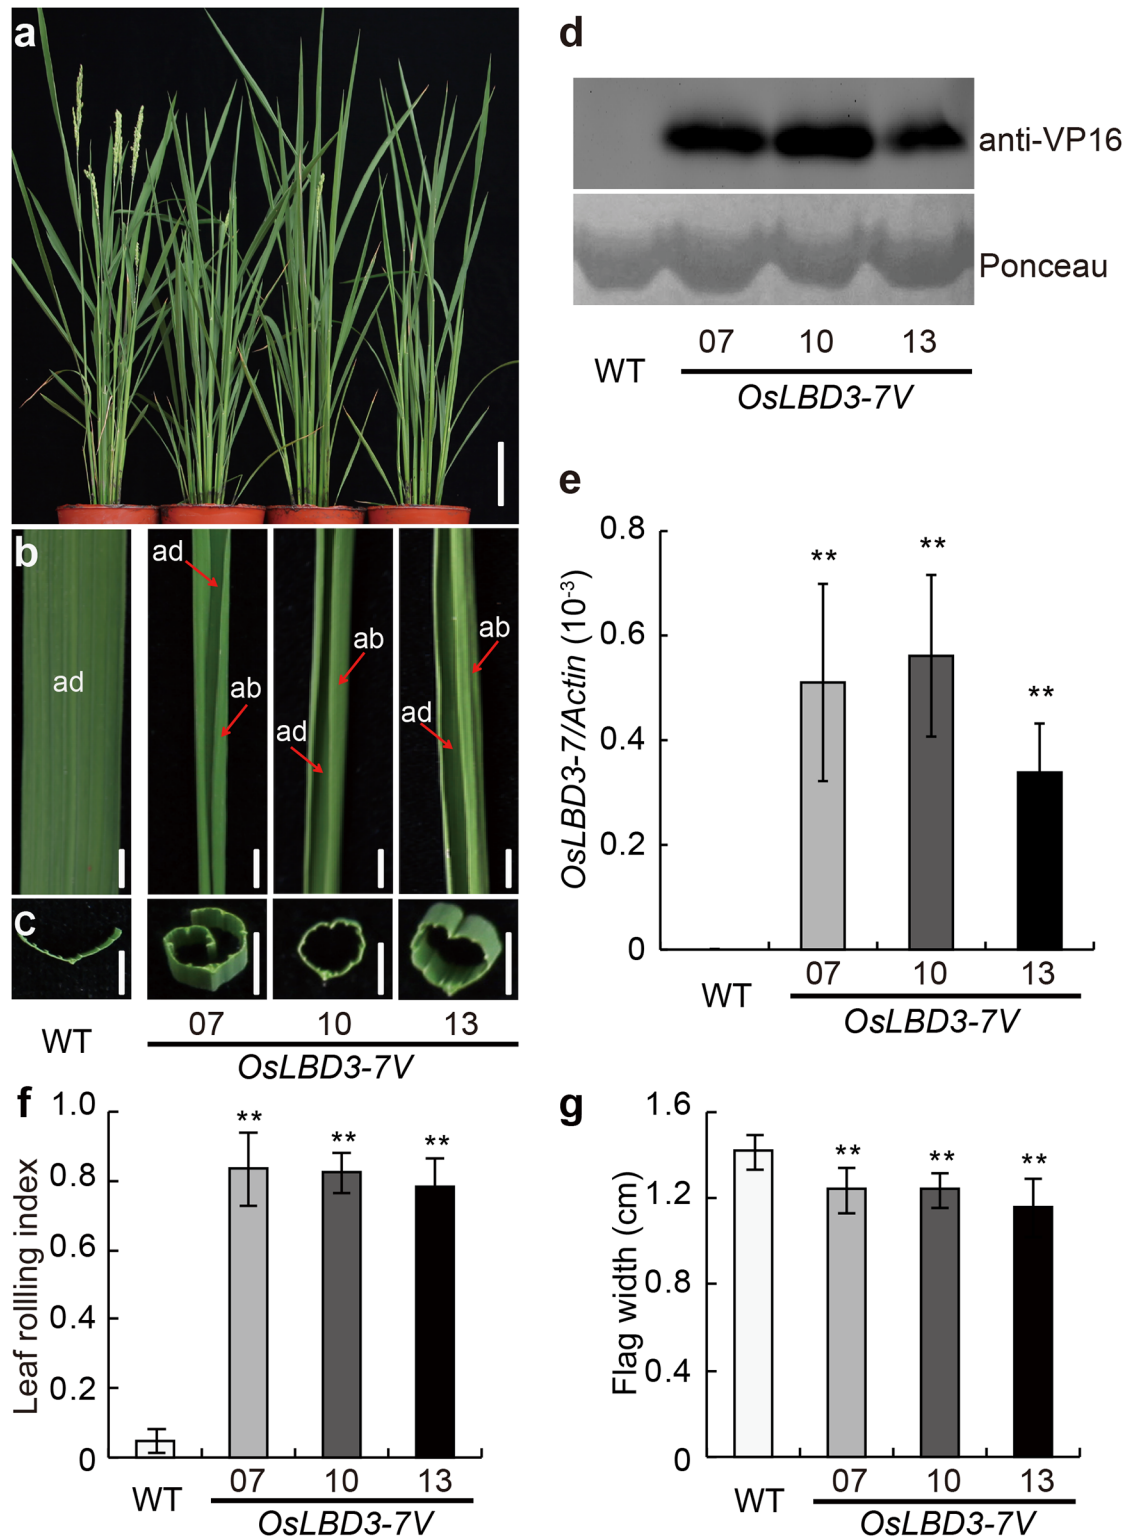 a
b
ad
ad
ab
ab
ad
ab
ad
c
WT
07 10 13
OsLBD3-7V
d
anti-VP16
Ponceau
WT
07 10 13
OsLBD3-7V
e
OsLBD3-7/Actin (10⁻³)
0.8
0.6
0.4
0.2
0
**
**
**
WT
07 10 13
OsLBD3-7V
f
Leaf rollling index
1.0
0.8
0.6
0.4
0.2
0
**
**
**
WT
07 10 13
OsLBD3-7V
g
Flag width (cm)
1.6
1.2
0.8
0.4
0
**
**
**
WT
07 10 13
OsLBD3-7V